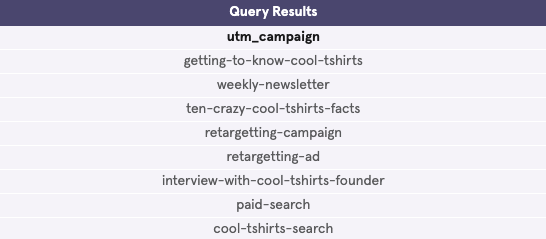 Query Results
utm_campaign
getting-to-know-cool-tshirts
weekly-newsletter
ten-crazy-cool-tshirts-facts
retargetting-campaign
retargetting-ad
interview-with-cool-tshirts-founder
paid-search
cool-tshirts-search